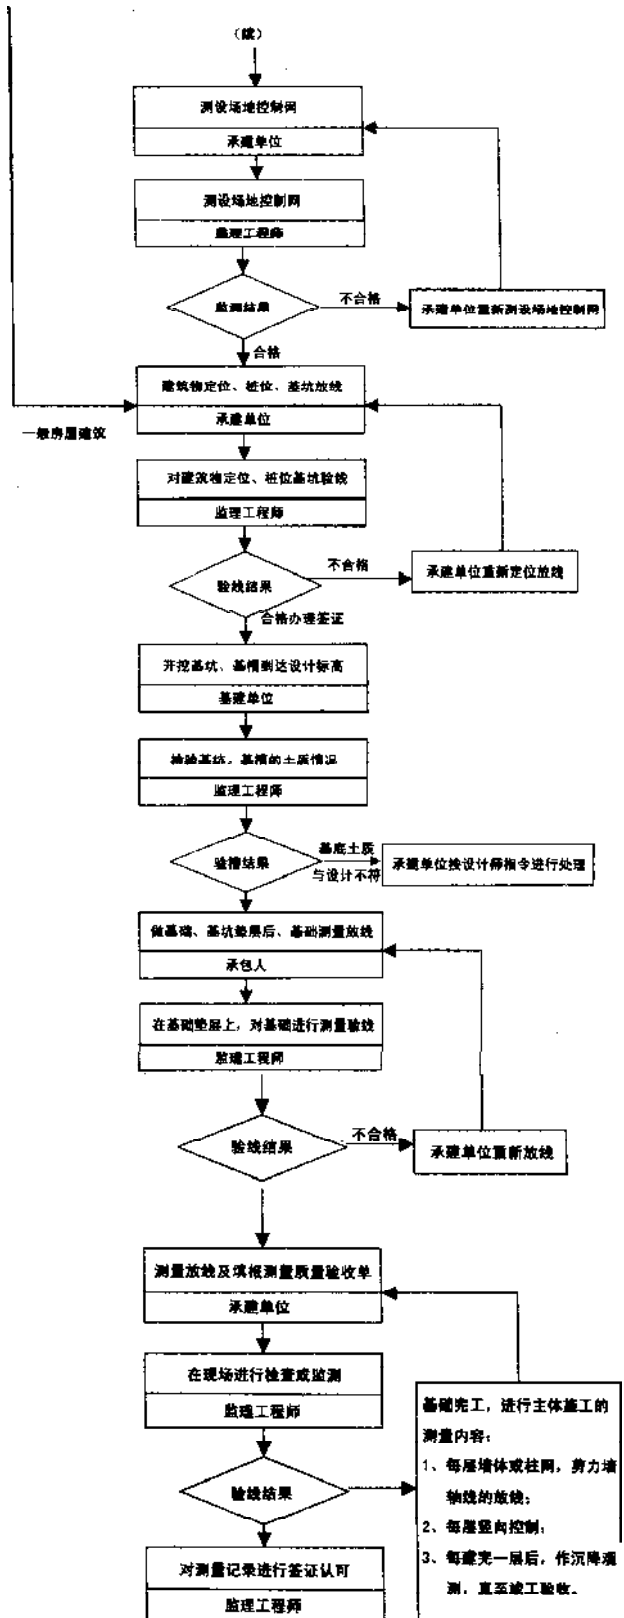 （续）
测设场地控制网
承建单位
测设场地控制网
监理工程师
监测结果
不合格
承建单位重新测设场地控制网
合格
建筑物定位、桩位、基坑放线
承建单位
一般房屋建筑
对建筑物定位、桩位基坑验线
监理工程师
验线结果
不合格
承建单位重新定位放线
合格办理签证
开挖基坑、基槽到达设计标高
基建单位
检验基坑、基槽的土质情况
监理工程师
验槽结果
基底土质
与设计不符
承建单位按设计师指令进行处理
做基础、基坑垫层后、基础测量放线
承包人
在基础垫层上，对基础进行测量验线
监理工程师
验线结果
不合格
承建单位重新放线
测量放线及填报测量质量验收单
承建单位
在现场进行检查或监测
监理工程师
验线结果
基础完工，进行主体施工的
测量内容：
1、每层墙体或柱网，剪力墙
轴线的放线；
2、每层竖向控制；
3、每建完一层后，作沉降观
测，直至竣工验收。
对测量记录进行签证认可
监理工程师